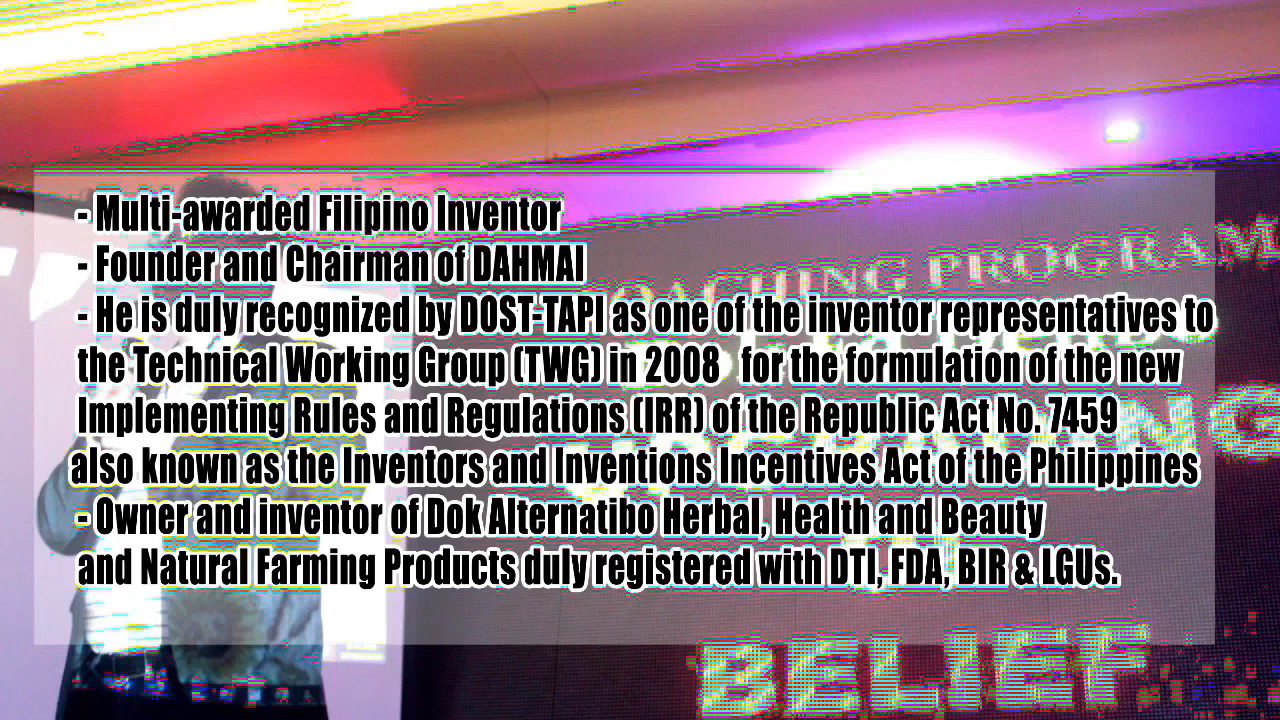 - Multi-awarded Filipino Inventor
- Founder and Chairman of DAHMAI
- He is duly recognized by DOST-TAPI as one of the inventor representatives to
the Technical Working Group (TWG) in 2008 for the formulation of the new
Implementing Rules and Regulations (IRR) of the Republic Act No. 7459
also known as the Inventors and Inventions Incentives Act of the Philippines
- Owner and inventor of Dok Alternatibo Herbal, Health and Beauty
and Natural Farming Products duly registered with DTI, FDA, BIR & LGUs.
PROGRAM
BELIEF